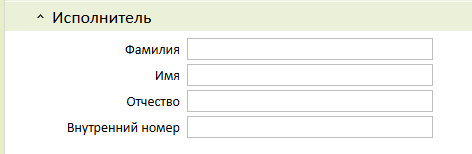 Исполнитель
Фамилия
Имя
Отчество
Внутренний номер